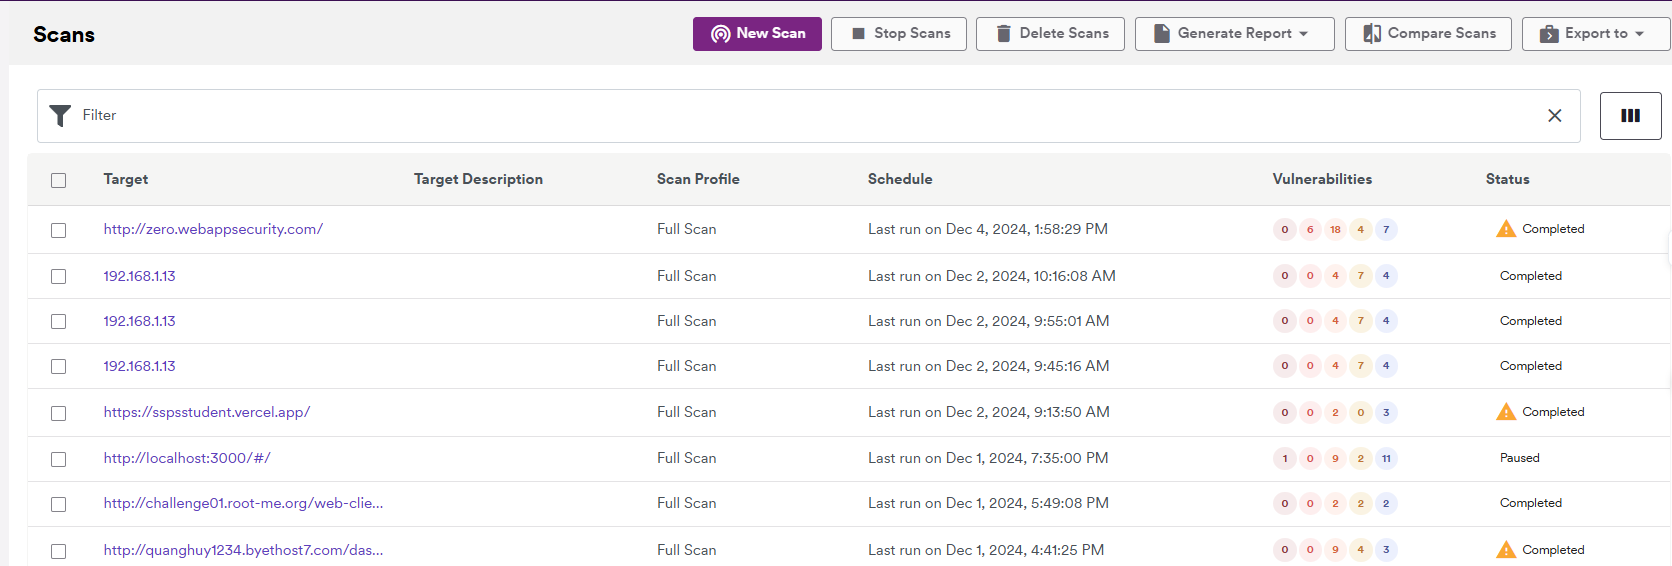 Scans New Scan Stop Scans Delete Scans Generate Report Compare Scans Export to
Filter
Target Target Description Scan Profile Schedule Vulnerabilities Status
http://zero.webappsecurity.com/ Full Scan Last run on Dec 4, 2024, 1:58:29 PM 0 6 18 4 7 Completed
192.168.1.13 Full Scan Last run on Dec 2, 2024, 10:16:08 AM 0 0 4 7 4 Completed
192.168.1.13 Full Scan Last run on Dec 2, 2024, 9:55:01 AM 0 0 4 7 4 Completed
192.168.1.13 Full Scan Last run on Dec 2, 2024, 9:45:16 AM 0 0 4 7 4 Completed
https://sspsstudent.vercel.app/ Full Scan Last run on Dec 2, 2024, 9:13:50 AM 0 0 2 0 3 Completed
http://localhost:3000/#/ Full Scan Last run on Dec 1, 2024, 7:35:00 PM 1 0 9 2 11 Paused
http://challenge01.root-me.org/web-clie... Full Scan Last run on Dec 1, 2024, 5:49:08 PM 0 0 2 2 2 Completed
http://quanghuy1234.byethost7.com/das... Full Scan Last run on Dec 1, 2024, 4:41:25 PM 0 0 9 4 3 Completed